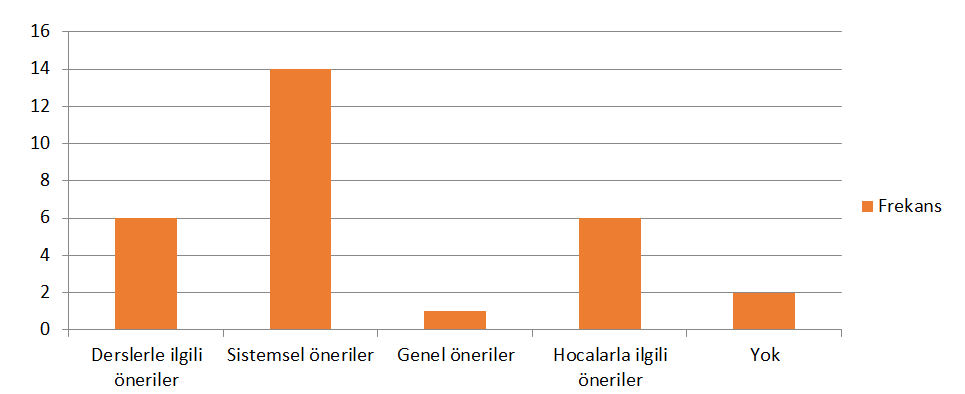 16
14
12
10
8
6
4
2
0
Derslerle ilgili
öneriler
Sistemsel öneriler
Genel öneriler
Hocalarla ilgili
öneriler
Yok
Frekans